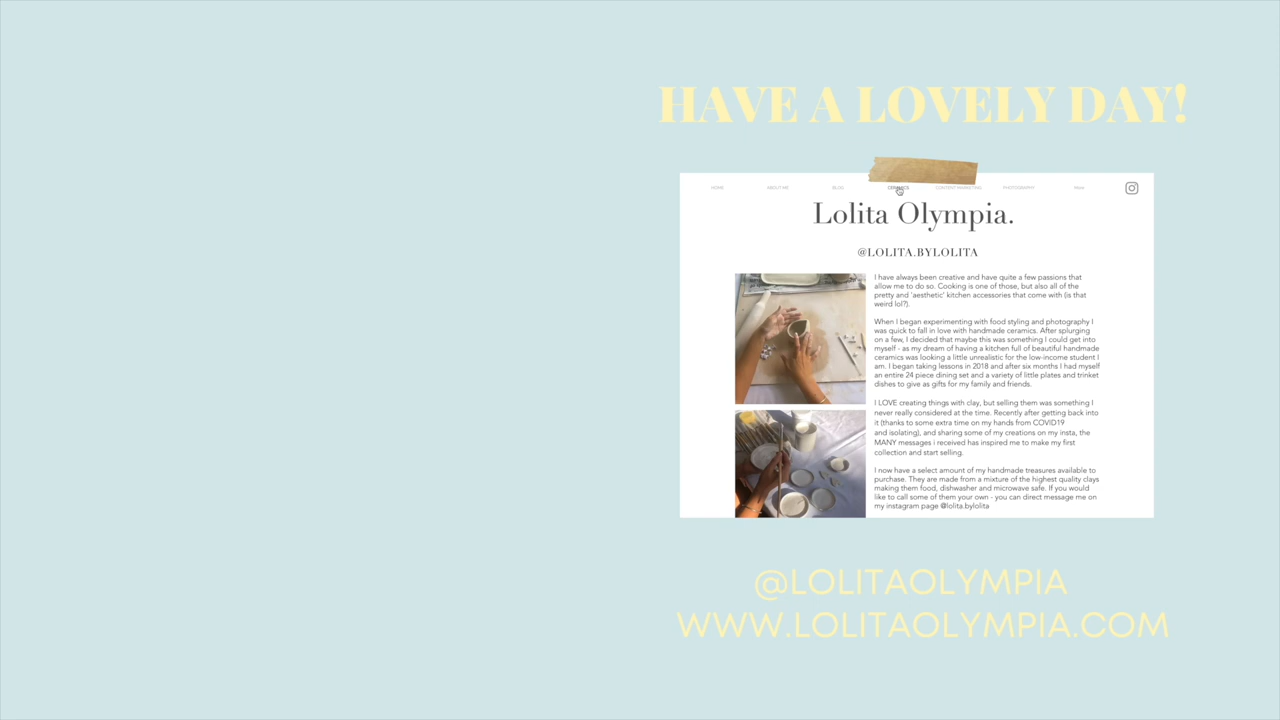 HAVE A LOVELY DAY!
HOME ABOUT ME BLOG CERAMICS CONTENT MARKETING PHOTOGRAPHY More
Lolita Olympia.
@LOLITA.BYLOLITA
I have always been creative and have quite a few passions that
allow me to do so. Cooking is one of those, but also all of the
pretty and 'aesthetic' kitchen accessories that come with (is that
weird lol?).
When I began experimenting with food styling and photography I
was quick to fall in love with handmade ceramics. After splurging
on a few, I decided that maybe this was something I could get into
myself - as my dream of having a kitchen full of beautiful handmade
ceramics was looking a little unrealistic for the low-income student I
am. I began taking lessons in 2018 and after six months I had myself
an entire 24 piece dining set and a variety of little plates and trinket
dishes to give as gifts for my family and friends.
I LOVE creating things with clay, but selling them was something I
never really considered at the time. Recently after getting back into
it (thanks to some extra time on my hands from COVID19
and isolating), and sharing some of my creations on my insta, the
MANY messages i received has inspired me to make my first
collection and start selling.
I now have a select amount of my handmade treasures available to
purchase. They are made from a mixture of the highest quality clays
making them food, dishwasher and microwave safe. If you would
like to call some of them your own - you can direct message me on
my instagram page @lolita.bylolita
@LOLITAOLYMPIA
WWW.LOLITAOLYMPIA.COM